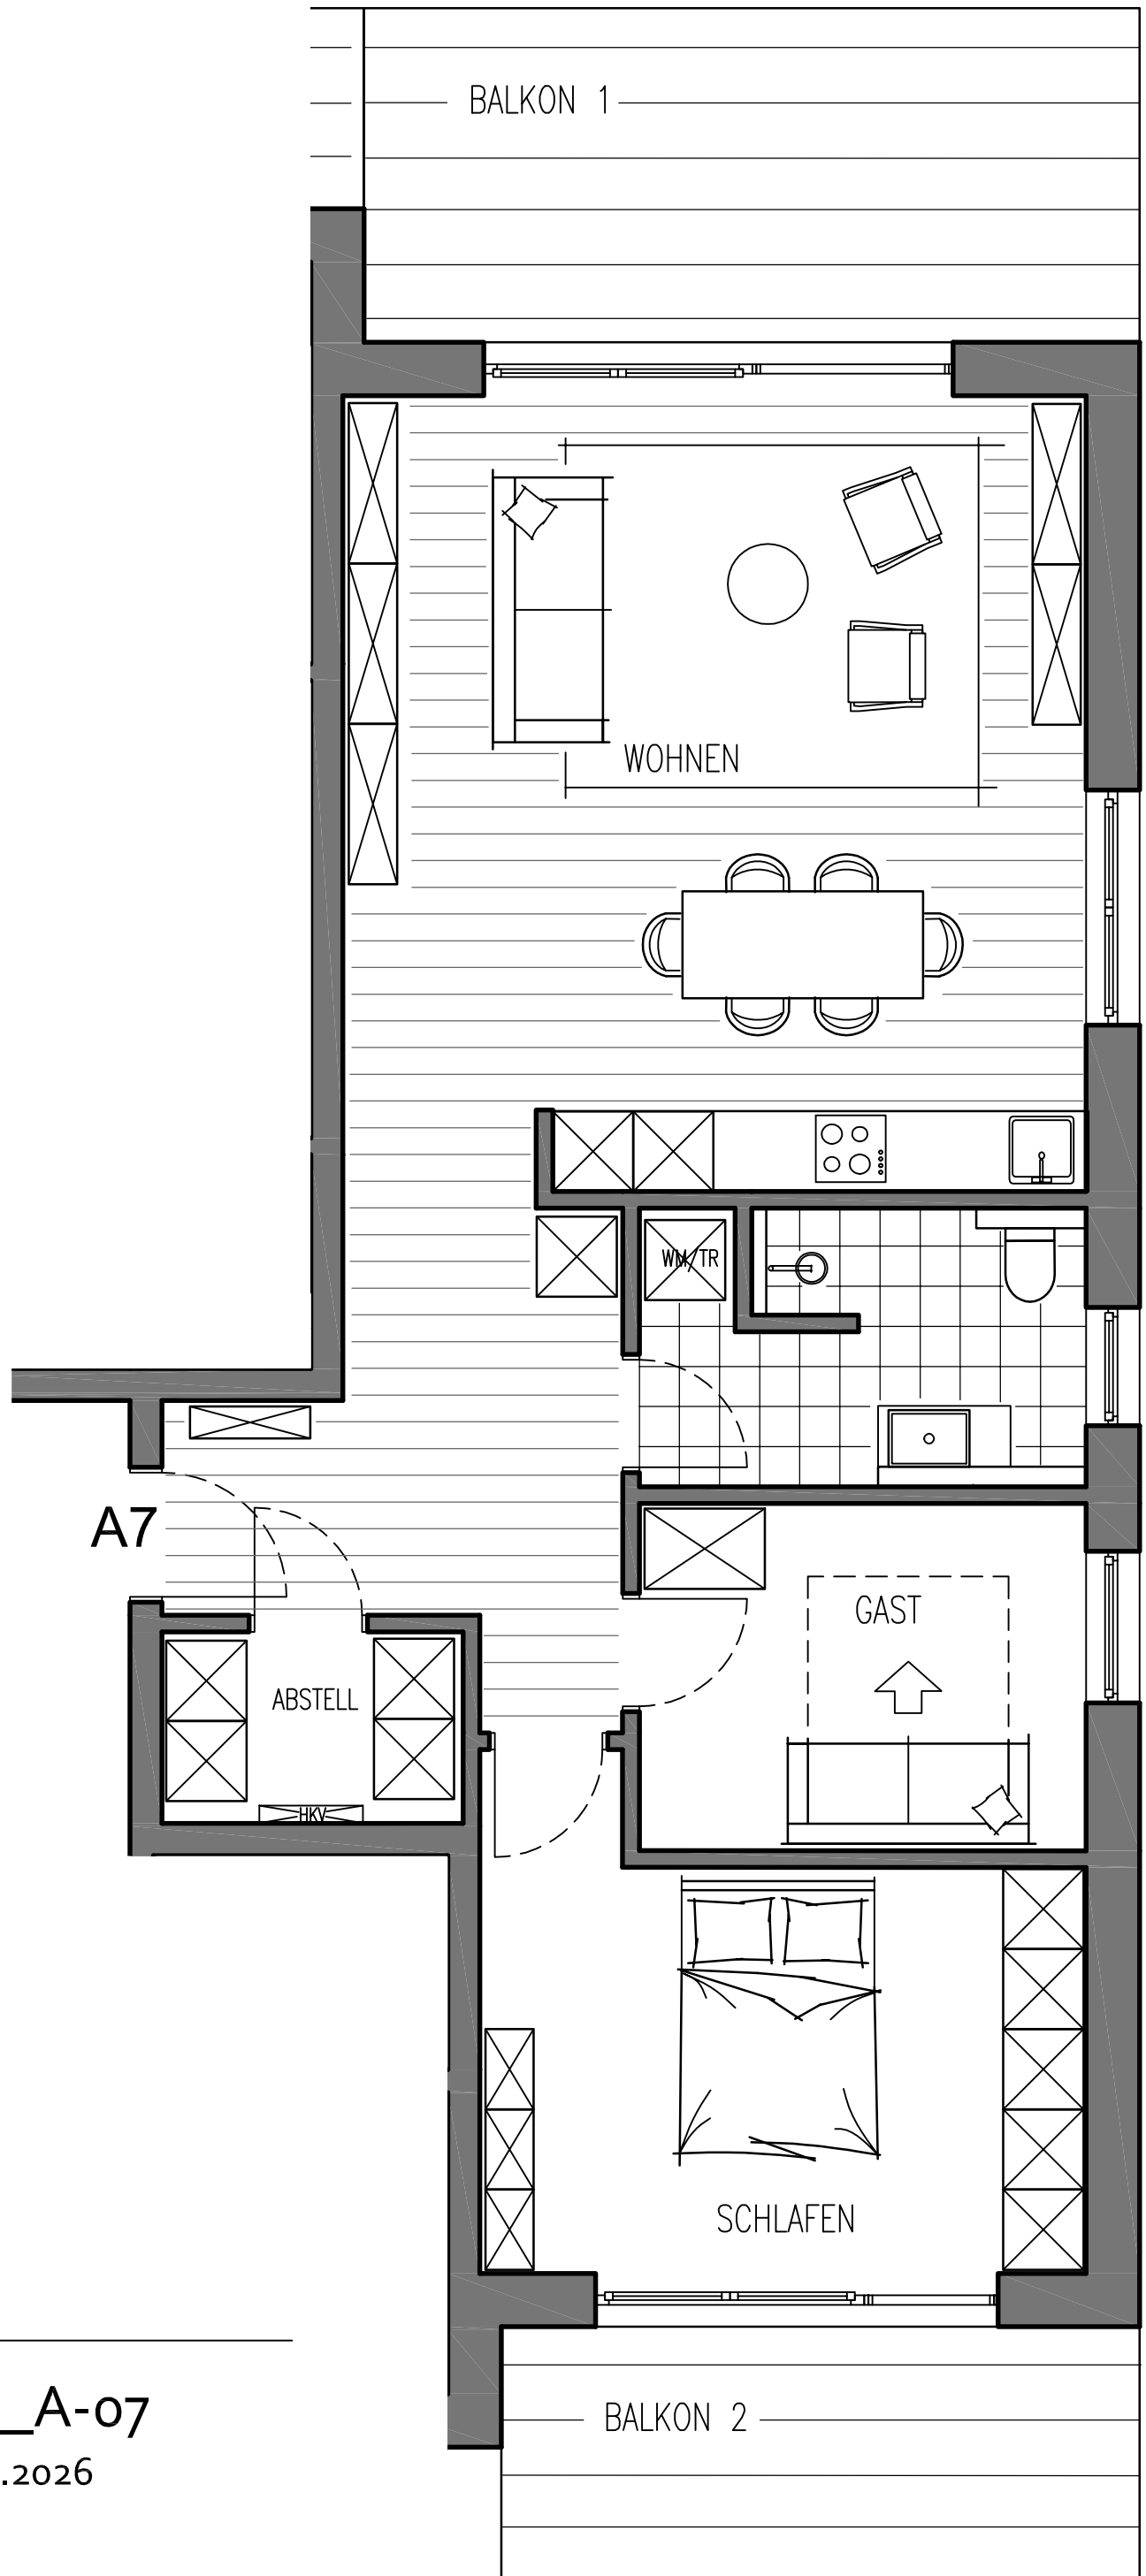 BALKON 1
WOHNEN
WM/TR
A7
GAST
ABSTELL
HKV
SCHLAFEN
_A-07
BALKON 2
.2026